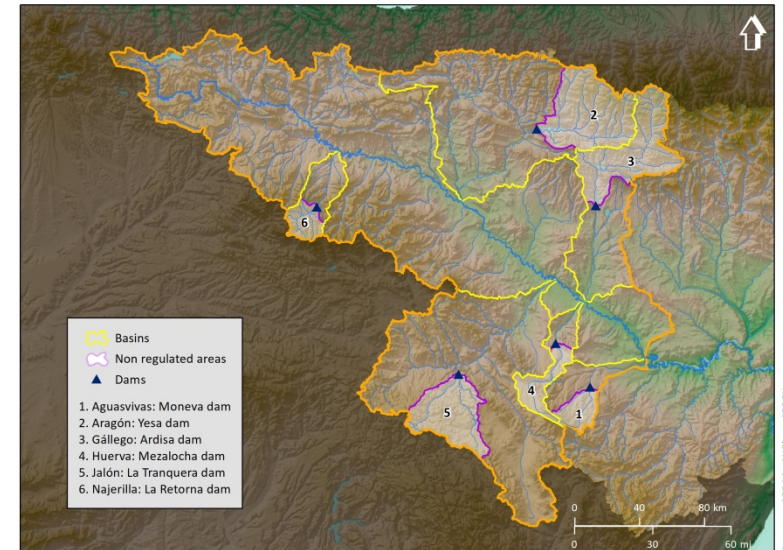 2
3
6
4
5
1
Basins
Non regulated areas
Dams
1. Aguasvivas: Moneva dam
2. Aragón: Yesa dam
3. Gállego: Ardisa dam
4. Huerva: Mezalocha dam
5. Jalón: La Tranquera dam
6. Najerilla: La Retorna dam
0 40 80 km
0 30 60 mi